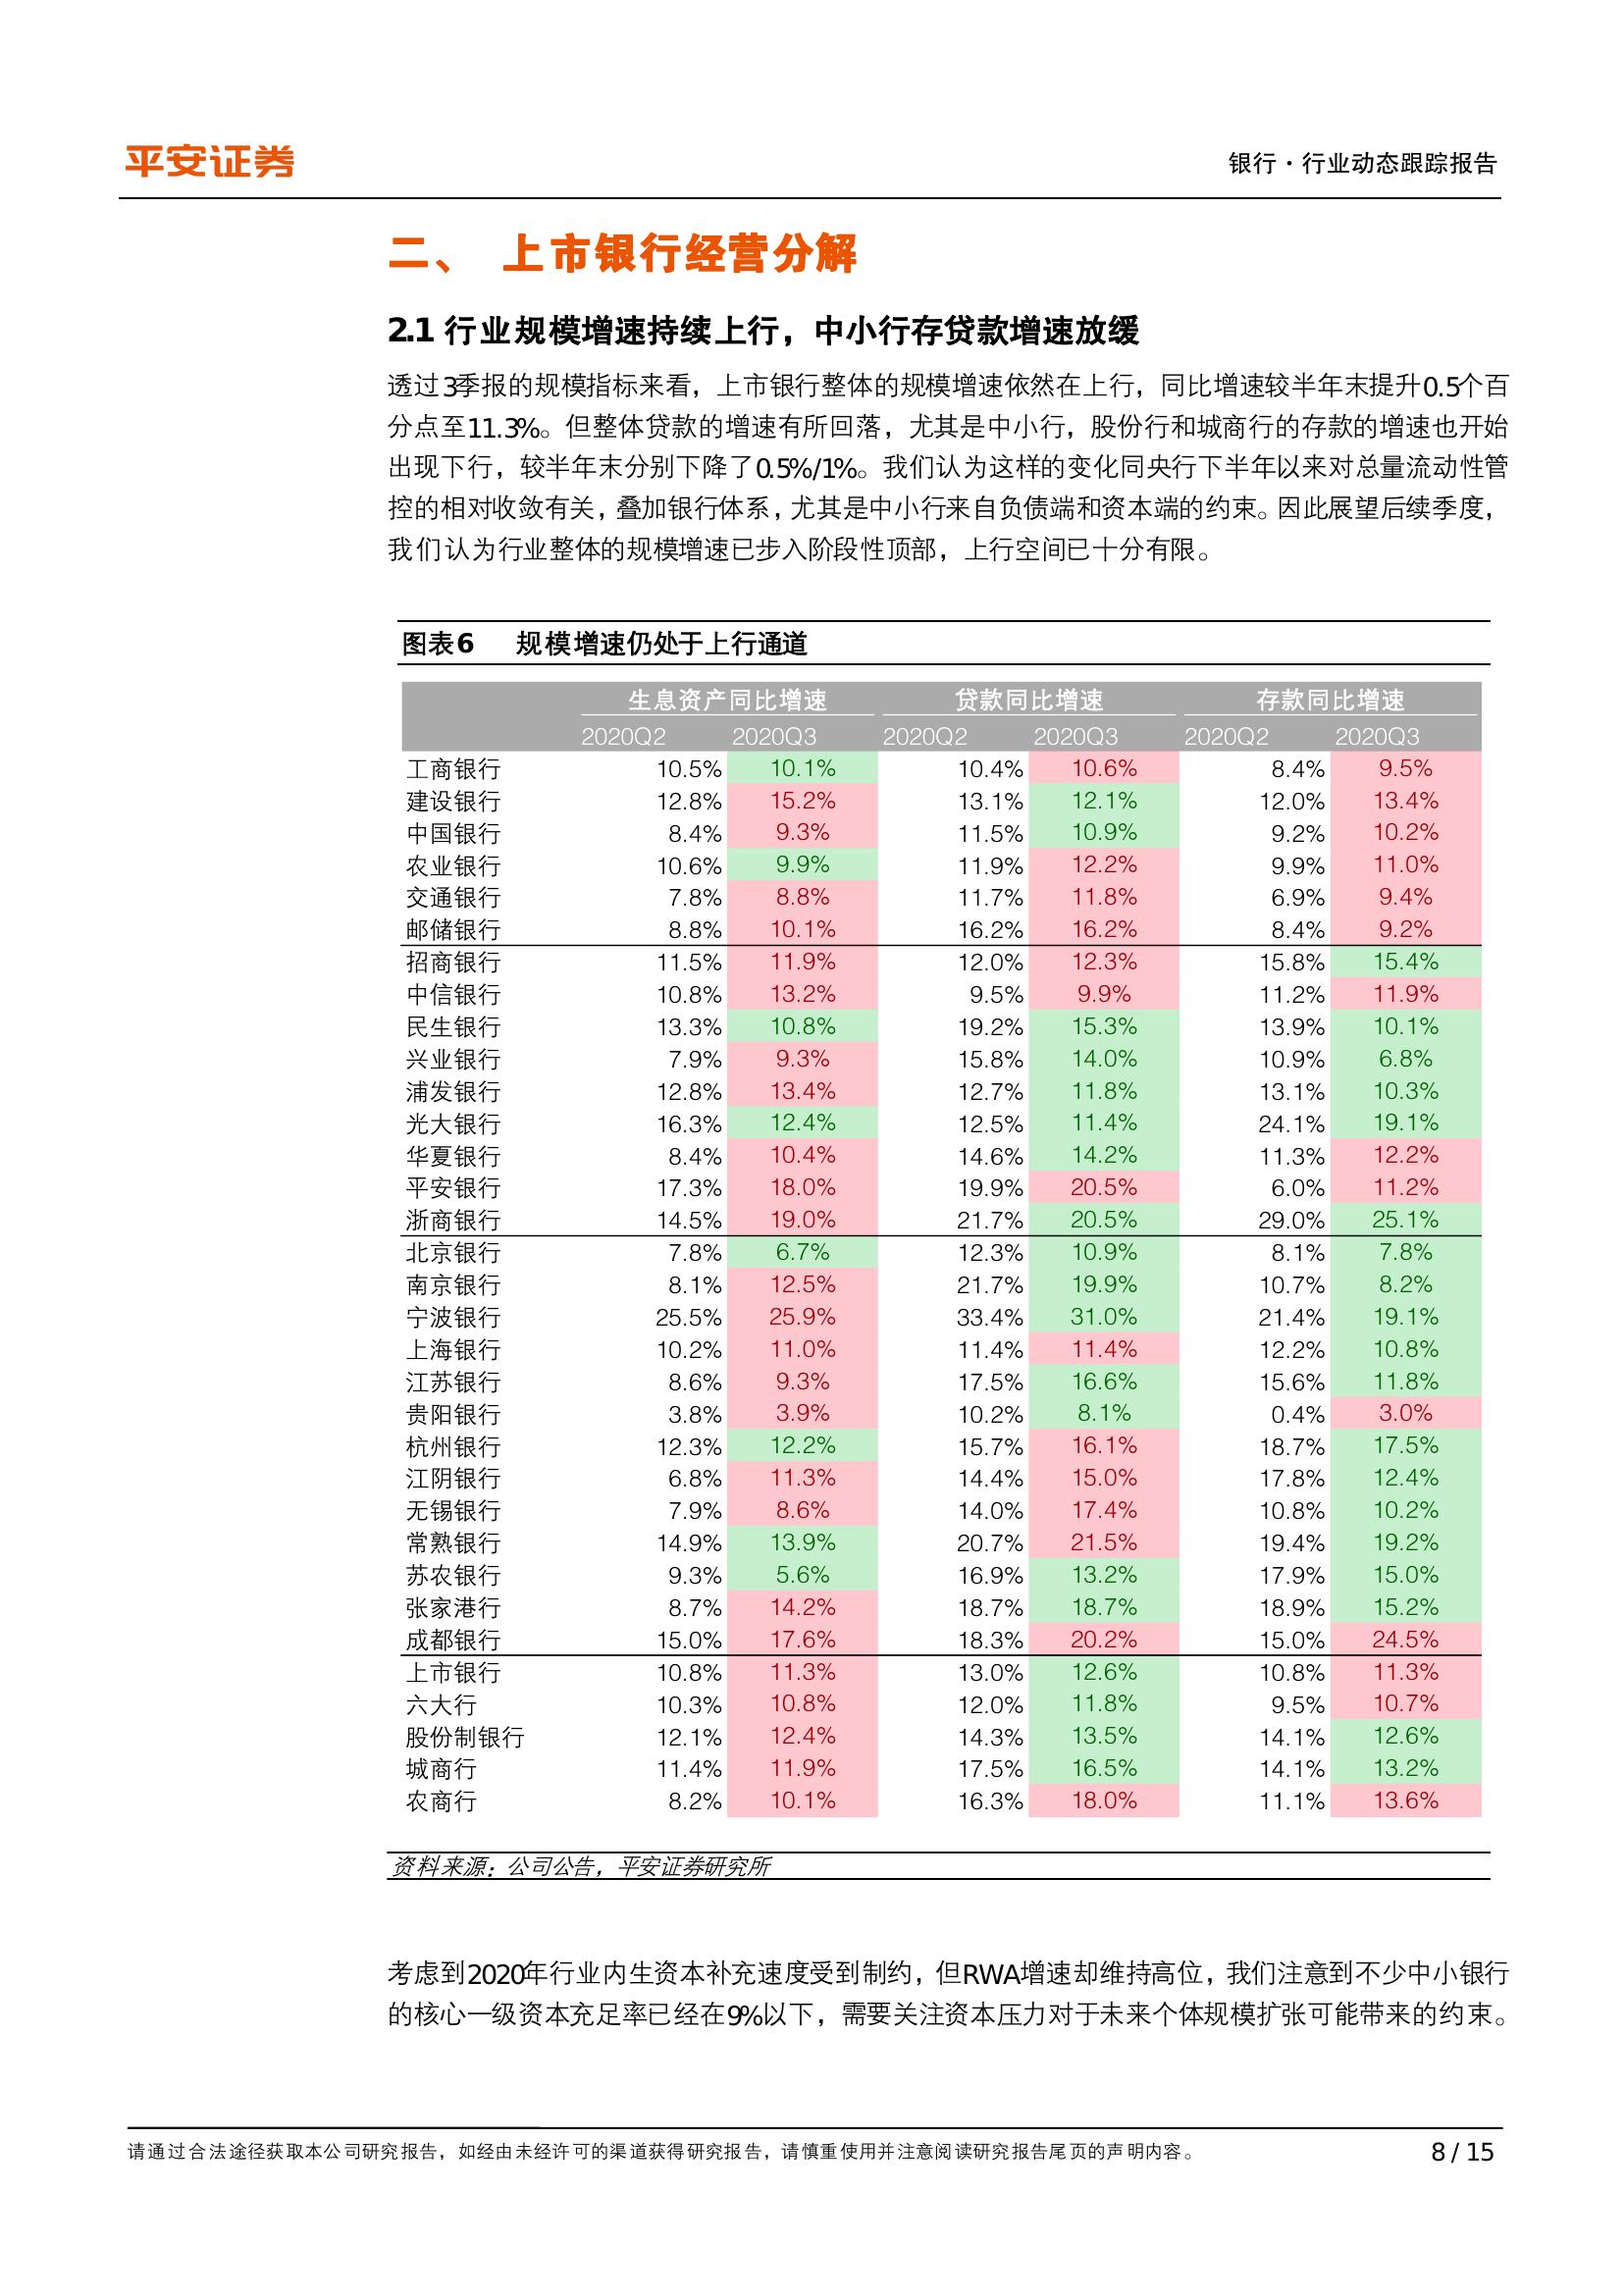 平安证券
银行·行业动态跟踪报告
二、 上市银行经营分解
2.1 行业规模增速持续上行，中小行存贷款增速放缓
透过3季报的规模指标来看，上市银行整体的规模增速依然在上行，同比增速较半年末提升0.5个百
分点至11.3%。但整体贷款的增速有所回落，尤其是中小行，股份行和城商行的存款的增速也开始
出现下行，较半年末分别下降了0.5%/1%。我们认为这样的变化同央行下半年以来对总量流动性管
控的相对收敛有关，叠加银行体系，尤其是中小行来自负债端和资本端的约束。因此展望后续季度，
我们认为行业整体的规模增速已步入阶段性顶部，上行空间已十分有限。
图表6 规模增速仍处于上行通道
生息资产同比增速 贷款同比增速 存款同比增速
2020Q2 2020Q3 2020Q2 2020Q3 2020Q2 2020Q3
工商银行 10.5% 10.1% 10.4% 10.6% 8.4% 9.5%
建设银行 12.8% 15.2% 13.1% 12.1% 12.0% 13.4%
中国银行 8.4% 9.3% 11.5% 10.9% 9.2% 10.2%
农业银行 10.6% 9.9% 11.9% 12.2% 9.9% 11.0%
交通银行 7.8% 8.8% 11.7% 11.8% 6.9% 9.4%
邮储银行 8.8% 10.1% 16.2% 16.2% 8.4% 9.2%
招商银行 11.5% 11.9% 12.0% 12.3% 15.8% 15.4%
中信银行 10.8% 13.2% 9.5% 9.9% 11.2% 11.9%
民生银行 13.3% 10.8% 19.2% 15.3% 13.9% 10.1%
兴业银行 7.9% 9.3% 15.8% 14.0% 10.9% 6.8%
浦发银行 12.8% 13.4% 12.7% 11.8% 13.1% 10.3%
光大银行 16.3% 12.4% 12.5% 11.4% 24.1% 19.1%
华夏银行 8.4% 10.4% 14.6% 14.2% 11.3% 12.2%
平安银行 17.3% 18.0% 19.9% 20.5% 6.0% 11.2%
浙商银行 14.5% 19.0% 21.7% 20.5% 29.0% 25.1%
北京银行 7.8% 6.7% 12.3% 10.9% 8.1% 7.8%
南京银行 8.1% 12.5% 21.7% 19.9% 10.7% 8.2%
宁波银行 25.5% 25.9% 33.4% 31.0% 21.4% 19.1%
上海银行 10.2% 11.0% 11.4% 11.4% 12.2% 10.8%
江苏银行 8.6% 9.3% 17.5% 16.6% 15.6% 11.8%
贵阳银行 3.8% 3.9% 10.2% 8.1% 0.4% 3.0%
杭州银行 12.3% 12.2% 15.7% 16.1% 18.7% 17.5%
江阴银行 6.8% 11.3% 14.4% 15.0% 17.8% 12.4%
无锡银行 7.9% 8.6% 14.0% 17.4% 10.8% 10.2%
常熟银行 14.9% 13.9% 20.7% 21.5% 19.4% 19.2%
苏农银行 9.3% 5.6% 16.9% 13.2% 17.9% 15.0%
张家港行 8.7% 14.2% 18.7% 18.7% 18.9% 15.2%
成都银行 15.0% 17.6% 18.3% 20.2% 15.0% 24.5%
上市银行 10.8% 11.3% 13.0% 12.6% 10.8% 11.3%
六大行 10.3% 10.8% 12.0% 11.8% 9.5% 10.7%
股份制银行 12.1% 12.4% 14.3% 13.5% 14.1% 12.6%
城商行 11.4% 11.9% 17.5% 16.5% 14.1% 13.2%
农商行 8.2% 10.1% 16.3% 18.0% 11.1% 13.6%
资料来源：公司公告，平安证券研究所
考虑到2020年行业内生资本补充速度受到制约，但RWA增速却维持高位，我们注意到不少中小银行
的核心一级资本充足率已经在9%以下，需要关注资本压力对于未来个体规模扩张可能带来的约束。
请通过合法途径获取本公司研究报告，如经由未经许可的渠道获得研究报告，请慎重使用并注意阅读研究报告尾页的声明内容。
8 / 15